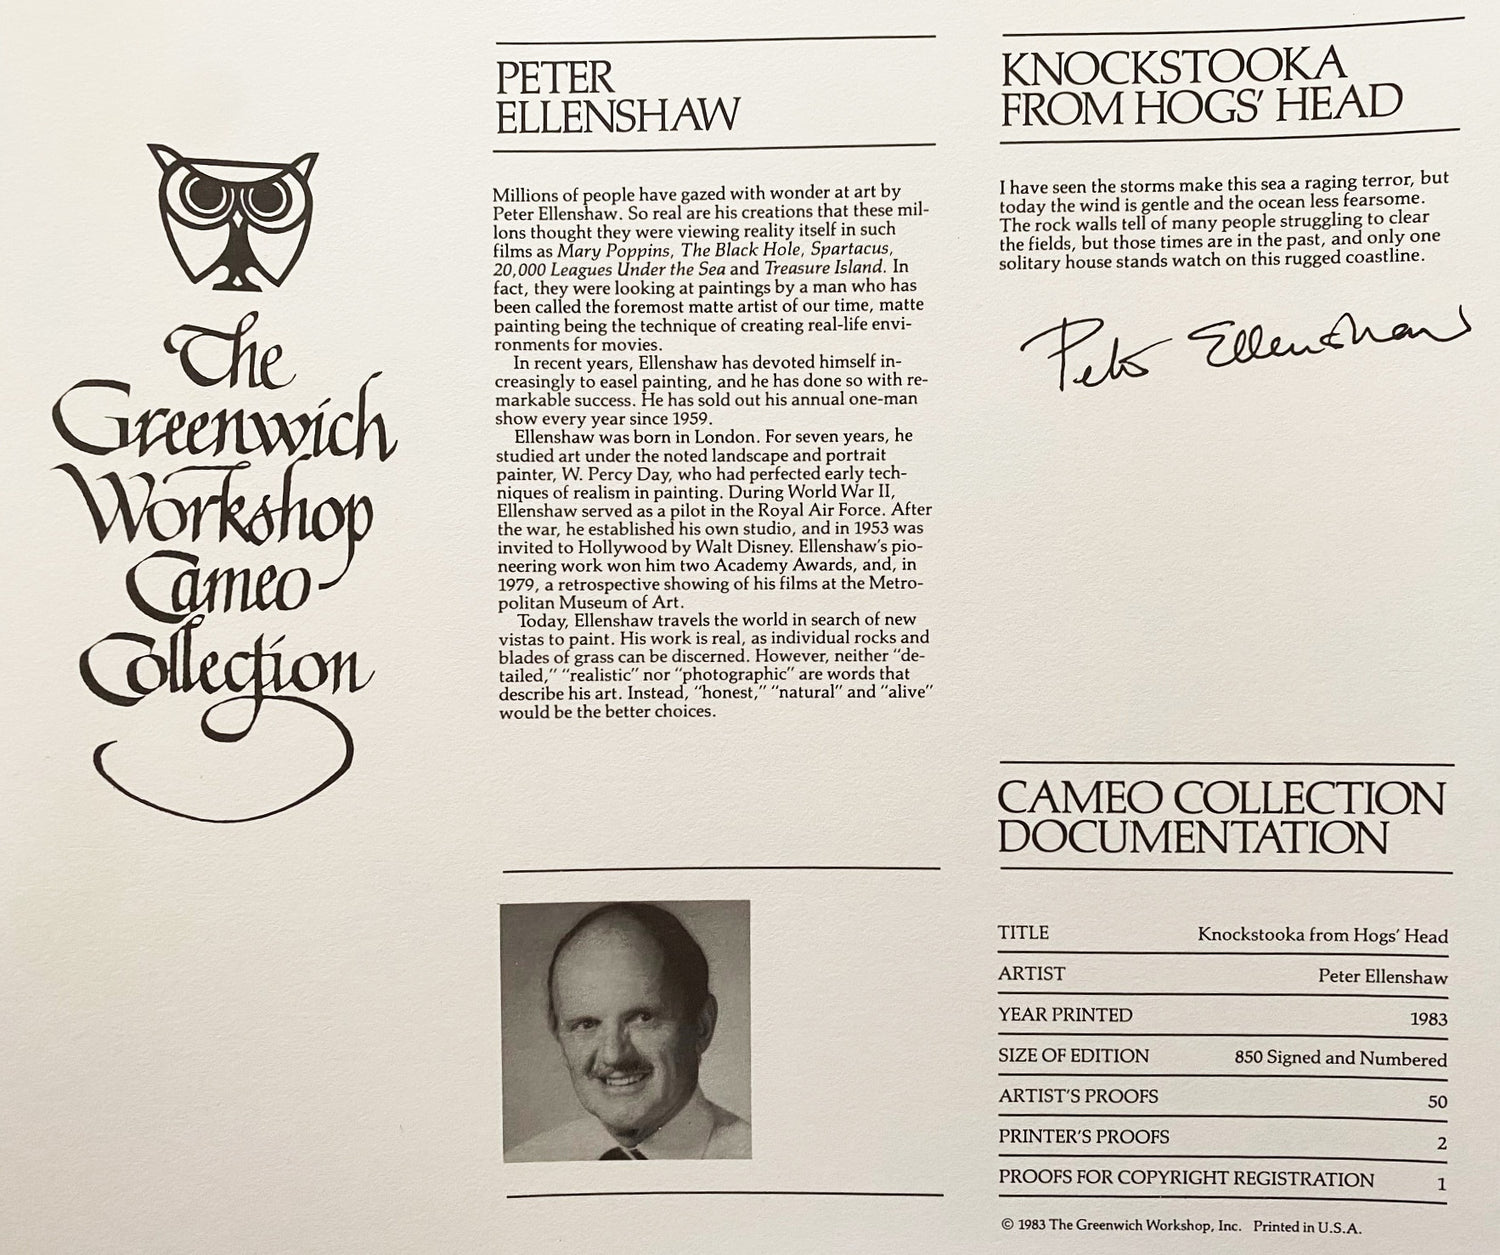 The
Greenwich
Workshop
Cameo
Collection
PETER
ELLENSHAW
Millions of people have gazed with wonder at art by
Peter Ellenshaw. So real are his creations that these mil-
lons thought they were viewing reality itself in such
films as Mary Poppins, The Black Hole, Spartacus,
20,000 Leagues Under the Sea and Treasure Island. In
fact, they were looking at paintings by a man who has
been called the foremost matte artist of our time, matte
painting being the technique of creating real-life envi-
ronments for movies.
In recent years, Ellenshaw has devoted himself in-
creasingly to easel painting, and he has done so with re-
markable success. He has sold out his annual one-man
show every year since 1959.
Ellenshaw was born in London. For seven years, he
studied art under the noted landscape and portrait
painter, W. Percy Day, who had perfected early tech-
niques of realism in painting. During World War II,
Ellenshaw served as a pilot in the Royal Air Force. After
the war, he established his own studio, and in 1953 was
invited to Hollywood by Walt Disney. Ellenshaw's pio-
neering work won him two Academy Awards, and, in
1979, a retrospective showing of his films at the Metro-
politan Museum of Art.
Today, Ellenshaw travels the world in search of new
vistas to paint. His work is real, as individual rocks and
blades of grass can be discerned. However, neither "de-
tailed," "realistic" nor "photographic" are words that
describe his art. Instead, "honest," "natural" and "alive"
would be the better choices.
KNOCKSTOOKA
FROM HOGS' HEAD
I have seen the storms make this sea a raging terror, but
today the wind is gentle and the ocean less fearsome.
The rock walls tell of many people struggling to clear
the fields, but those times are in the past, and only one
solitary house stands watch on this rugged coastline.
Peter Ellenshaw
CAMEO COLLECTION
DOCUMENTATION
TITLE Knockstooka from Hogs' Head
ARTIST Peter Ellenshaw
YEAR PRINTED 1983
SIZE OF EDITION 850 Signed and Numbered
ARTIST'S PROOFS 50
PRINTER'S PROOFS 2
PROOFS FOR COPYRIGHT REGISTRATION 1
© 1983 The Greenwich Workshop, Inc. Printed in U.S.A.